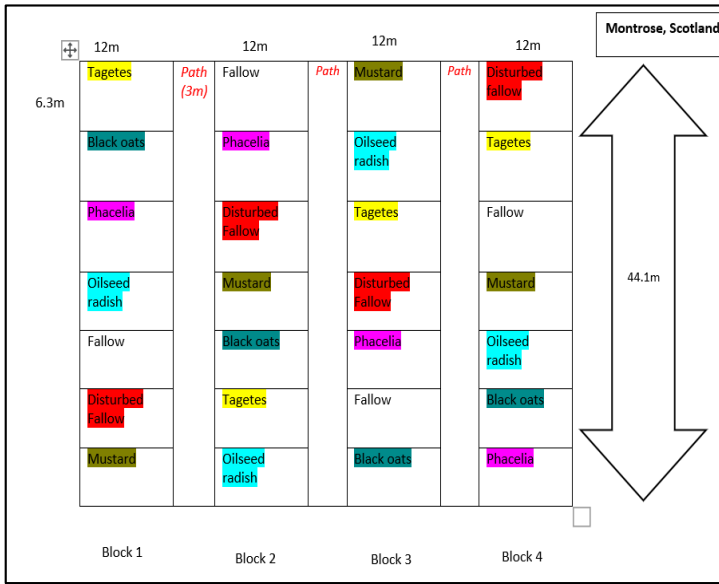 Montrose, Scotland
12m
12m
12m
12m
6.3m
Tagetes
Path
(3m)
Fallow
Path
Mustard
Path
Disturbed
fallow
Black oats
Phacelia
Oilseed
radish
Tagetes
Phacelia
Disturbed
Fallow
Tagetes
Fallow
Oilseed
radish
Mustard
Disturbed
Fallow
Mustard
Fallow
Black oats
Phacelia
Oilseed
radish
Disturbed
Fallow
Tagetes
Fallow
Black oats
Mustard
Oilseed
radish
Black oats
Phacelia
44.1m
Block 1
Block 2
Block 3
Block 4